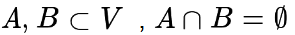 A, B ⊂ V , A ∩ B = ∅